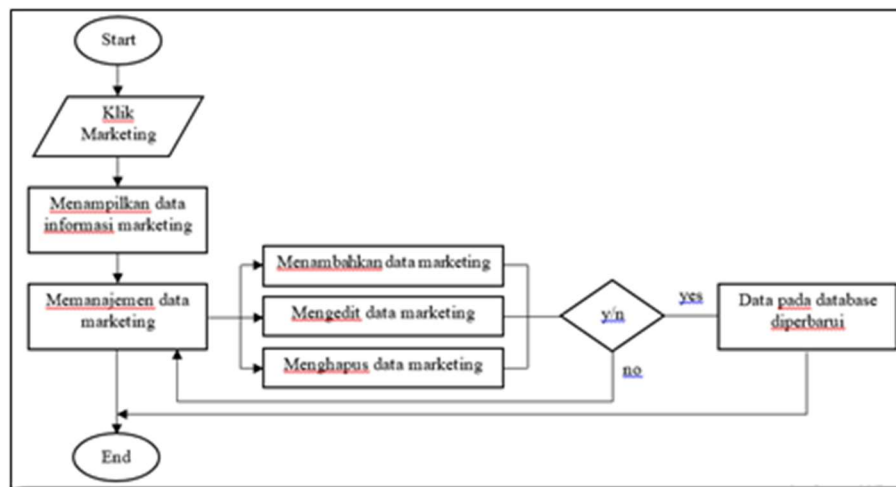 Start
Klik
Marketing
Menampilkan data
informasi marketing
Memanajemen data
marketing
Menambahkan data marketing
Mengedit data marketing
Menghapus data marketing
y/n
yes
no
Data pada database
diperbarui
End